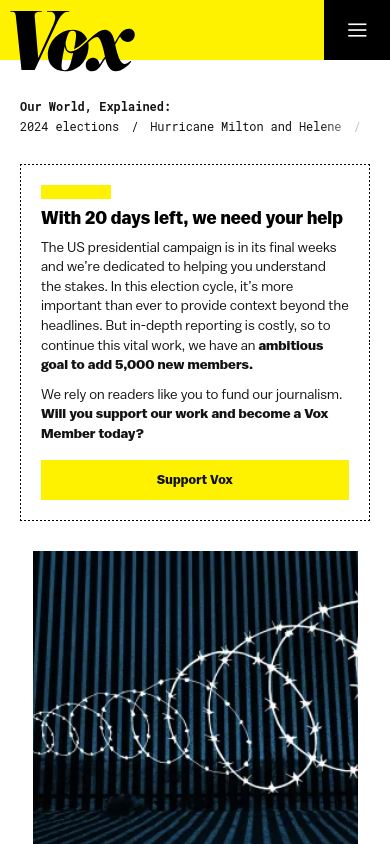 Vox
Our World, Explained:
2024 elections / Hurricane Milton and Helene /
With 20 days left, we need your help
The US presidential campaign is in its final weeks
and we’re dedicated to helping you understand
the stakes. In this election cycle, it’s more
important than ever to provide context beyond the
headlines. But in-depth reporting is costly, so to
continue this vital work, we have an ambitious
goal to add 5,000 new members.
We rely on readers like you to fund our journalism.
Will you support our work and become a Vox
Member today?
Support Vox